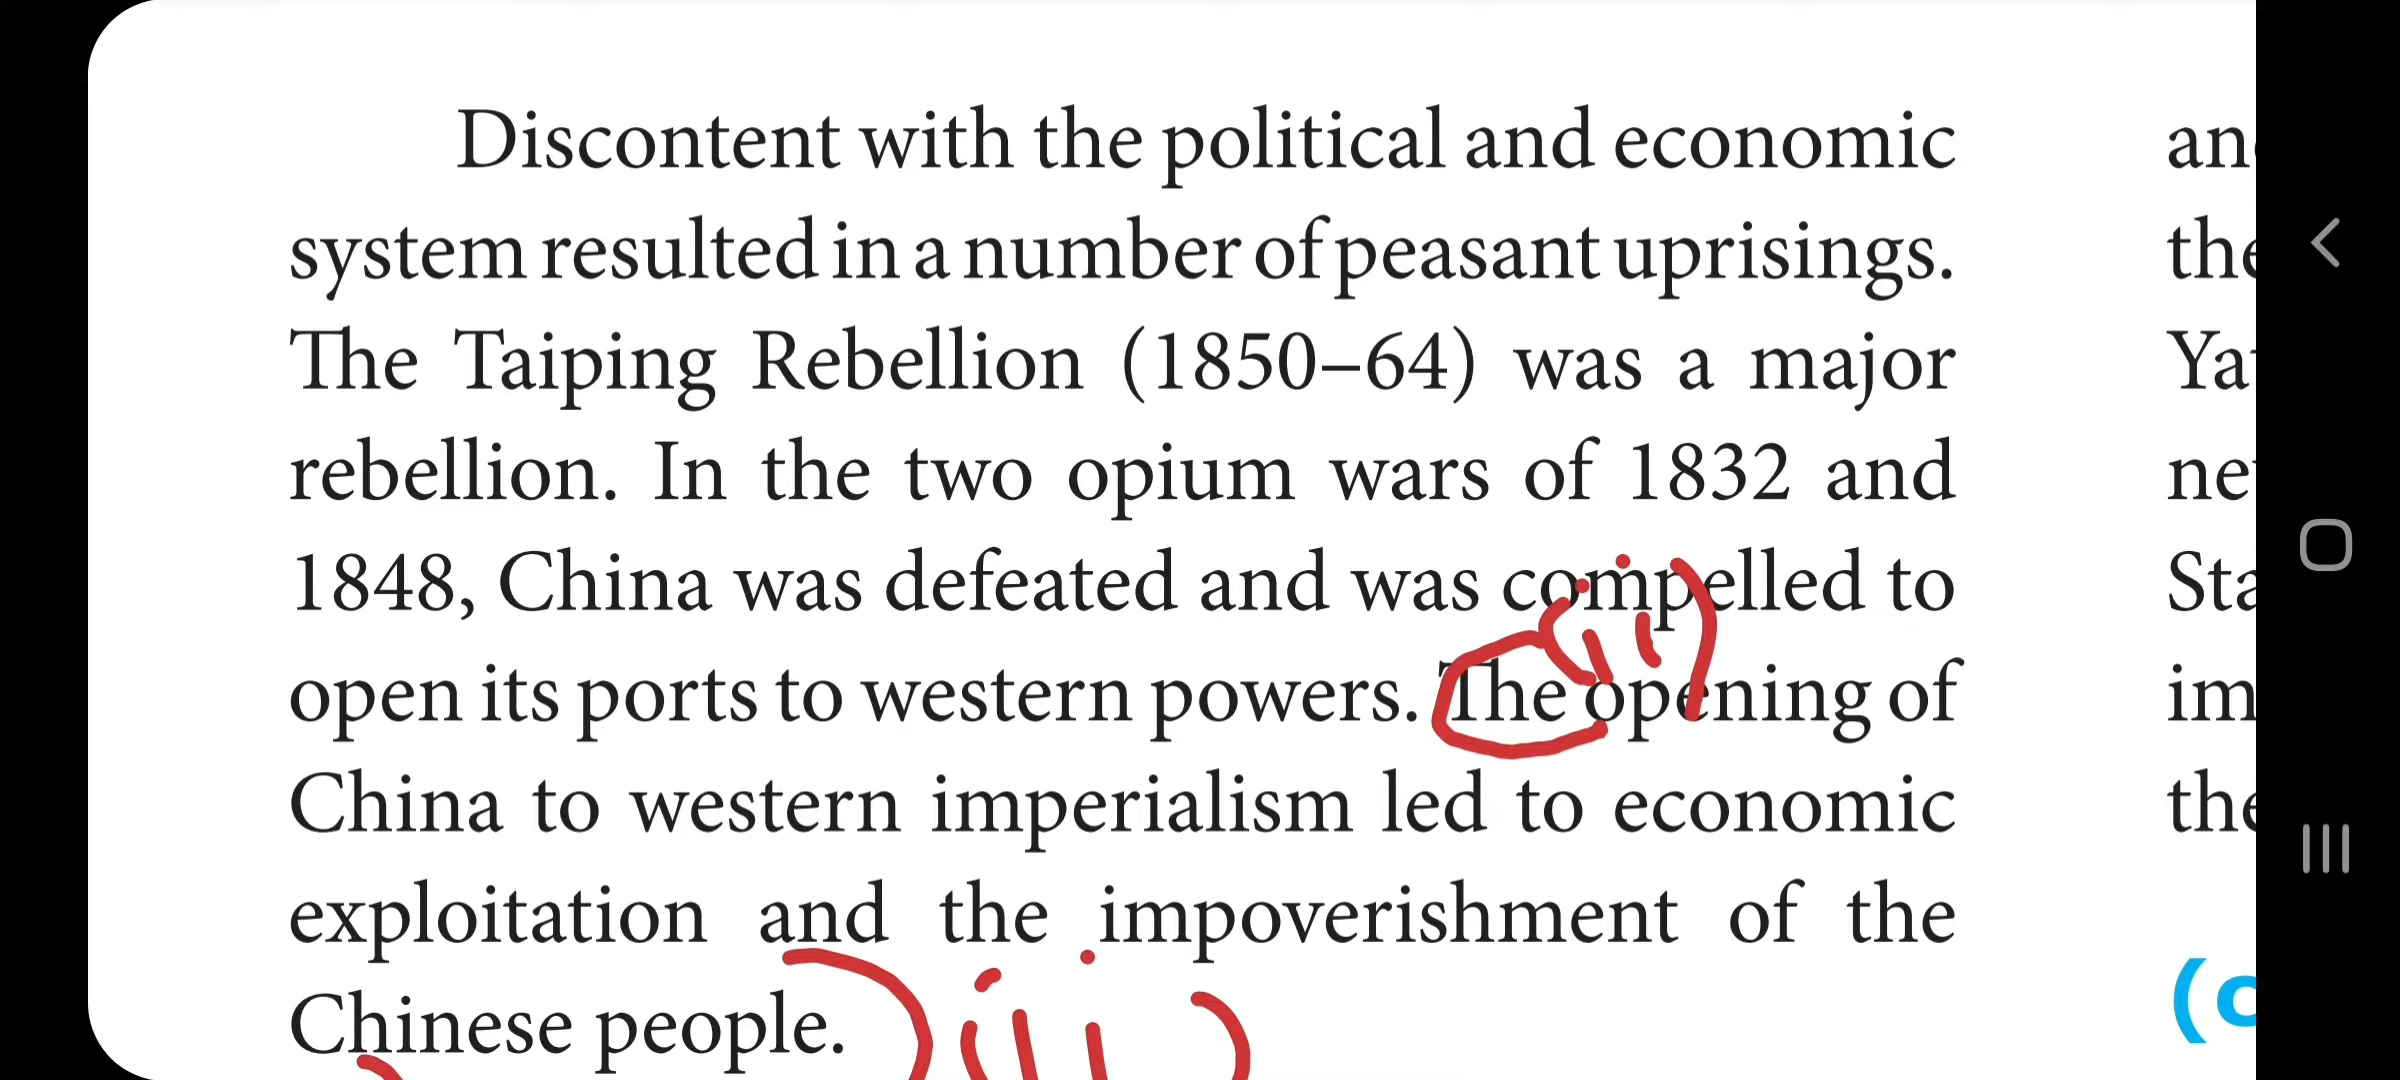 Discontent with the political and economic
system resulted in a number of peasant uprisings.
The Taiping Rebellion (1850–64) was a major
rebellion. In the two opium wars of 1832 and
1848, China was defeated and was compelled to
open its ports to western powers. The opening of
China to western imperialism led to economic
exploitation and the impoverishment of the
Chinese people.
(ii)
(ii)
an
the
Ya
ne
Sta
im
the
(c